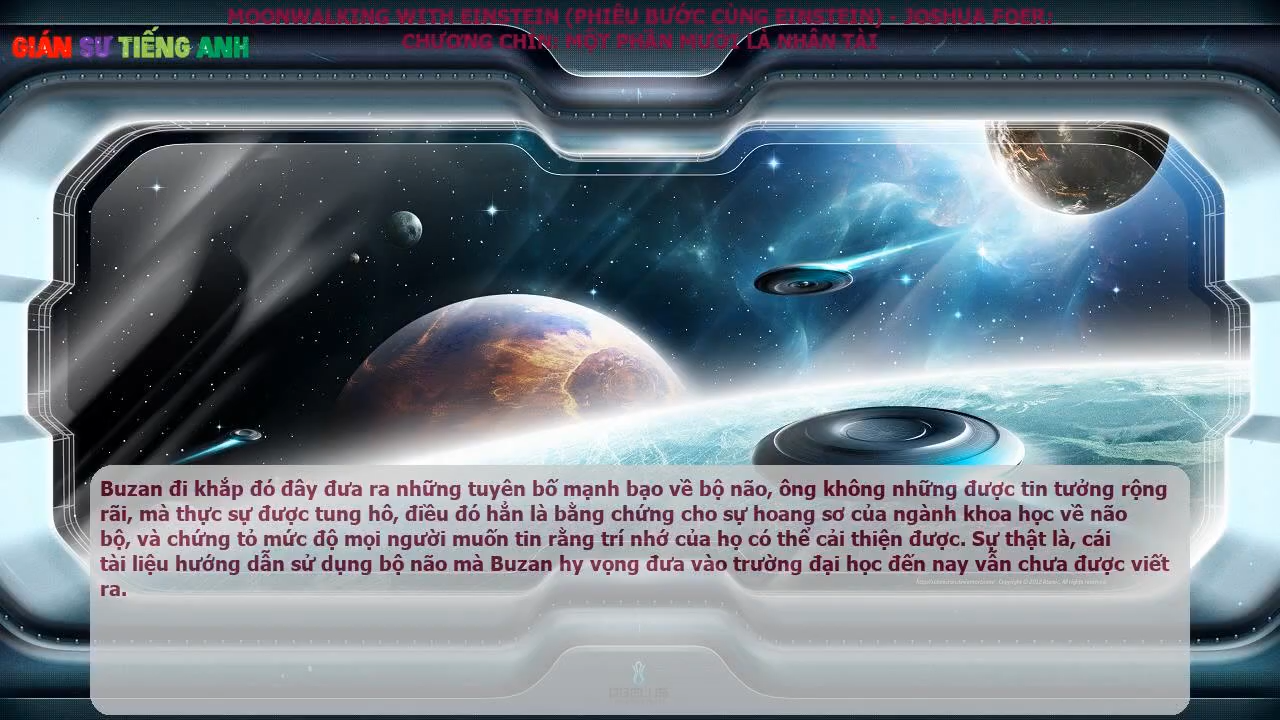 MOONWALKING WITH EINSTEIN (PHIÊU BƯỚC CÙNG EINSTEIN) - JOSHUA FOER:
CHƯƠNG CHÍN: MỘT PHẦN MƯỜI LÀ NHÂN TÀI
GIÁN SỨ TIẾNG ANH
Buzan đi khắp đó đây đưa ra những tuyên bố mạnh bạo về bộ não, ông không những được tin tưởng rộng
rãi, mà thực sự được tung hô, điều đó hẳn là bằng chứng cho sự hoang sơ của ngành khoa học về não
bộ, và chứng tỏ mức độ mọi người muốn tin rằng trí nhớ của họ có thể cải thiện được. Sự thật là, cái
tài liệu hướng dẫn sử dụng bộ não mà Buzan hy vọng đưa vào trường đại học đến nay vẫn chưa được viết
ra.